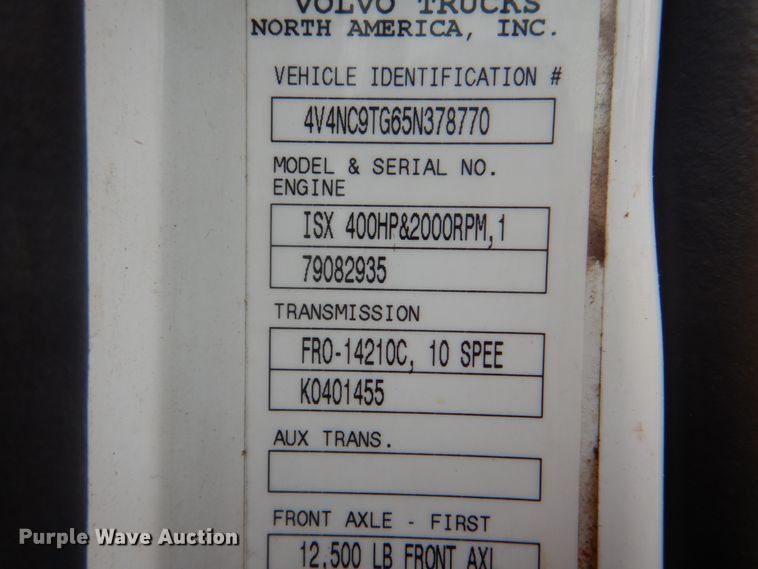 VOLVO TRUCKS
NORTH AMERICA, INC.
VEHICLE IDENTIFICATION #
4V4NC9TG65N378770
MODEL & SERIAL NO.
ENGINE
ISX 400HP&2000RPM,1
79082935
TRANSMISSION
FRO-14210C, 10 SPEE
K0401455
AUX TRANS.
FRONT AXLE - FIRST
12,500 LB FRONT AXL
Purple Wave Auction